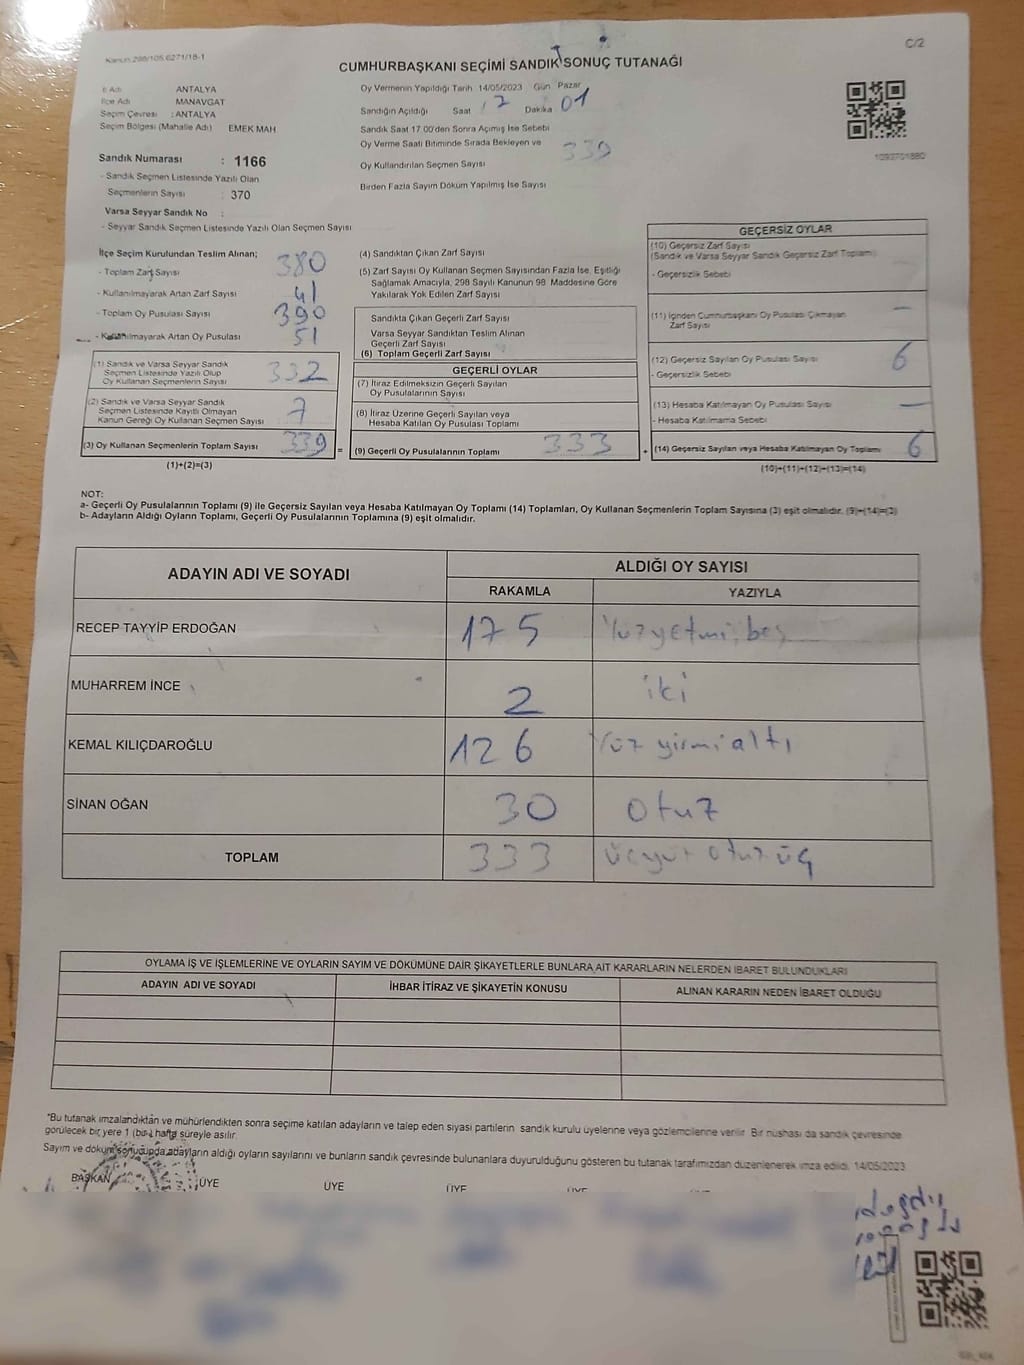 Kanun 298/105.6271/18-1
C/2
CUMHURBAŞKANI SEÇİMİ SANDIK SONUÇ TUTANAĞI
İl Adı ANTALYA
İlçe Adı MANAVGAT
Seçim Çevresi : ANTALYA
Seçim Bölgesi (Mahalle Adı) EMEK MAH
Sandık Numarası : 1166
- Sandık Seçmen Listesinde Yazılı Olan
Seçmenlerin Sayısı : 370
Varsa Seyyar Sandık No :
- Seyyar Sandık Seçmen Listesinde Yazılı Olan Seçmen Sayısı
Oy Vermenin Yapıldığı Tarih 14/05/2023 Gün Pazar
Sandığın Açıldığı Saat 17 Dakika 01
Sandık Saat 17.00'den Sonra Açımış İse Sebebi
Oy Verme Saati Bitiminde Sırada Bekleyen ve
Oy Kullandırılan Seçmen Sayısı 339
Birden Fazla Sayım Döküm Yapılmış İse Sayısı
1093701880
İlçe Seçim Kurulundan Teslim Alınan;
- Toplam Zarf Sayısı 380
- Kullanılmayarak Artan Zarf Sayısı 41
- Toplam Oy Pusulası Sayısı 390
- Kullanılmayarak Artan Oy Pusulası 51
(1) Sandık ve Varsa Seyyar Sandık
Seçmen Listesinde Yazılı Olup
Oy Kullanan Seçmenlerin Sayısı 332
(2) Sandık ve Varsa Seyyar Sandık
Seçmen Listesinde Kayıtlı Olmayan
Kanun Gereği Oy Kullanan Seçmen Sayısı 7
(3) Oy Kullanan Seçmenlerin Toplam Sayısı 339
(1)+(2)=(3)
(4) Sandıktan Çıkan Zarf Sayısı
(5) Zarf Sayısı Oy Kullanan Seçmen Sayısından Fazla İse, Eşitliği
Sağlamak Amacıyla, 298 Sayılı Kanunun 98. Maddesine Göre
Yakılarak Yok Edilen Zarf Sayısı
Sandıkta Çıkan Geçerli Zarf Sayısı
Varsa Seyyar Sandıktan Teslim Alınan
Geçerli Zarf Sayısı
(6) Toplam Geçerli Zarf Sayısı
GEÇERLİ OYLAR
(7) İtiraz Edilmeksizin Geçerli Sayılan
Oy Pusulalarının Sayısı
(8) İtiraz Üzerine Geçerli Sayılan veya
Hesaba Katılan Oy Pusulası Toplamı
= (9) Geçerli Oy Pusulalarının Toplamı 333 +
GEÇERSİZ OYLAR
(10) Geçersiz Zarf Sayısı
(Sandık ve Varsa Seyyar Sandık Geçersiz Zarf Toplamı)
- Geçersizlik Sebebi
(11) İçinden Cumhurbaşkanı Oy Pusulası Çıkmayan
Zarf Sayısı —
(12) Geçersiz Sayılan Oy Pusulası Sayısı 6
- Geçersizlik Sebebi
(13) Hesaba Katılmayan Oy Pusulası Sayısı —
- Hesaba Katılmama Sebebi
(14) Geçersiz Sayılan veya Hesaba Katılmayan Oy Toplamı 6
(10)+(11)+(12)+(13)=(14)
NOT:
a- Geçerli Oy Pusulalarının Toplamı (9) ile Geçersiz Sayılan veya Hesaba Katılmayan Oy Toplamı (14) Toplamları, Oy Kullanan Seçmenlerin Toplam Sayısına (3) eşit olmalıdır. (9)+(14)=(3)
b- Adayların Aldığı Oyların Toplamı, Geçerli Oy Pusulalarının Toplamına (9) eşit olmalıdır.
ADAYIN ADI VE SOYADI ALDIĞI OY SAYISI
RAKAMLA YAZIYLA
RECEP TAYYİP ERDOĞAN 175 Yüzyetmişbeş
MUHARREM İNCE 2 iki
KEMAL KILIÇDAROĞLU 126 Yüz yirmialtı
SİNAN OĞAN 30 otuz
TOPLAM 333 üçyüz otuz üç
OYLAMA İŞ VE İŞLEMLERİNE VE OYLARIN SAYIM VE DÖKÜMÜNE DAİR ŞİKAYETLERLE BUNLARA AİT KARARLARIN NELERDEN İBARET BULUNDUKLARI
ADAYIN ADI VE SOYADI İHBAR İTİRAZ VE ŞİKAYETİN KONUSU ALINAN KARARIN NEDEN İBARET OLDUĞU
"Bu tutanak imzalandıktan ve mühürlendikten sonra seçime katılan adayların ve talep eden siyasi partilerin sandık kurulu üyelerine veya gözlemcilerine verilir. Bir nüshası da sandık çevresinde
görülecek bir yere 1 (bir) hafta süreyle asılır.
Sayım ve döküm sonucunda adayların aldığı oyların sayılarını ve bunların sandık çevresinde bulunanlara duyurulduğunu gösteren bu tutanak tarafımızdan düzenlenerek imza edildi. 14/05/2023
BAŞKAN ÜYE ÜYE ÜYE ÜYE ÜYE